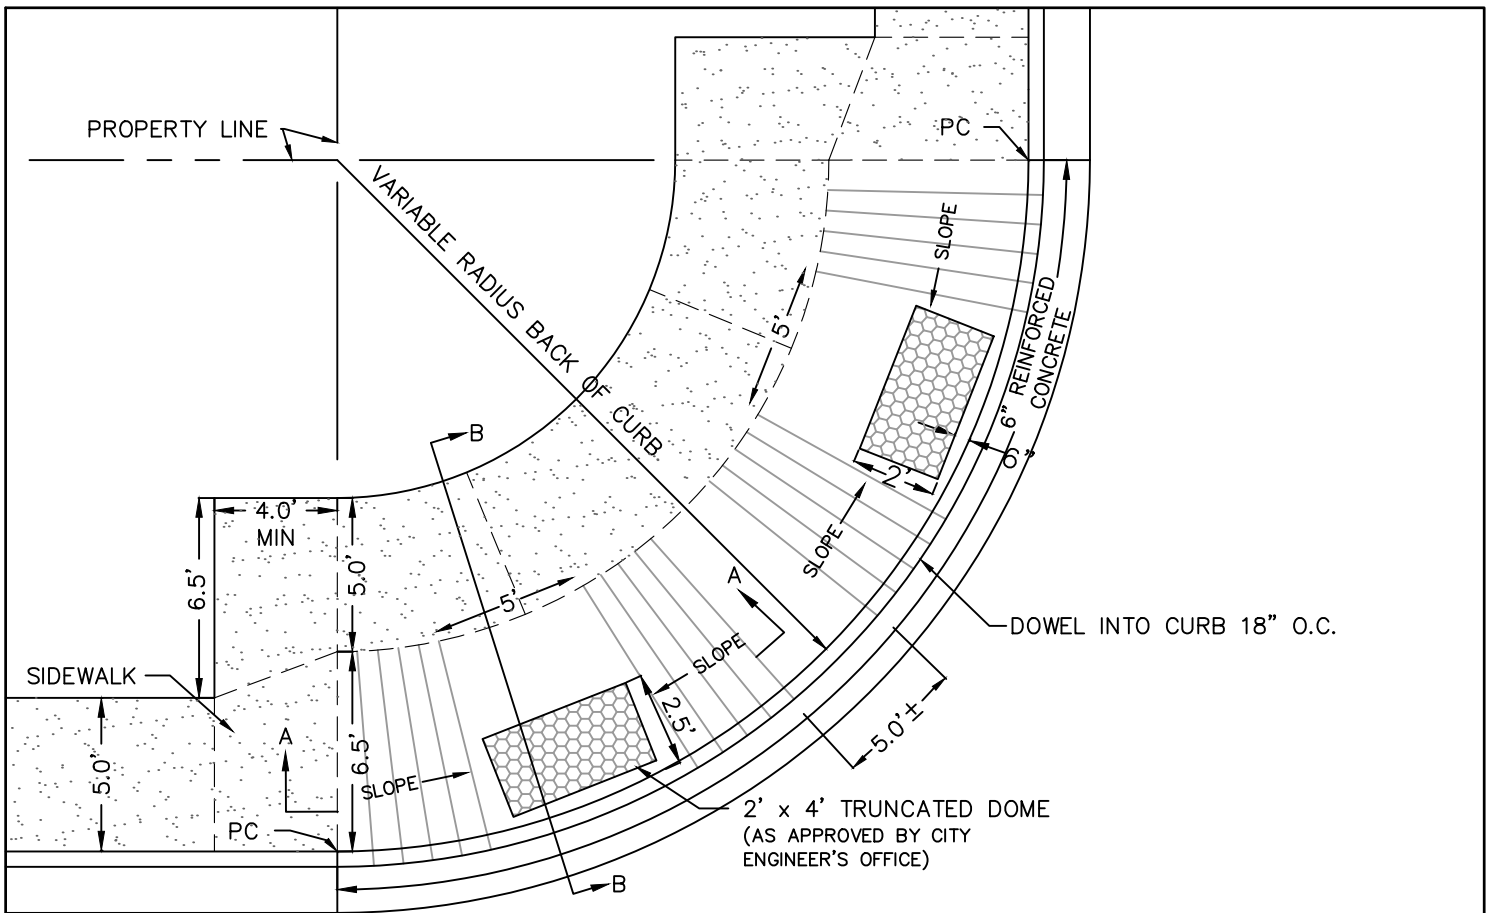 PROPERTY LINE
PC
VARIABLE RADIUS BACK OF CURB
SLOPE
5'
6" REINFORCED
CONCRETE
6"
2'
B
4.0'
MIN
5.0'
6.5'
SLOPE
A
5'
DOWEL INTO CURB 18" O.C.
SLOPE
SIDEWALK
2.5'
5.0'±
A
6.5'
5.0'
SLOPE
2' x 4' TRUNCATED DOME
(AS APPROVED BY CITY
ENGINEER'S OFFICE)
PC
B